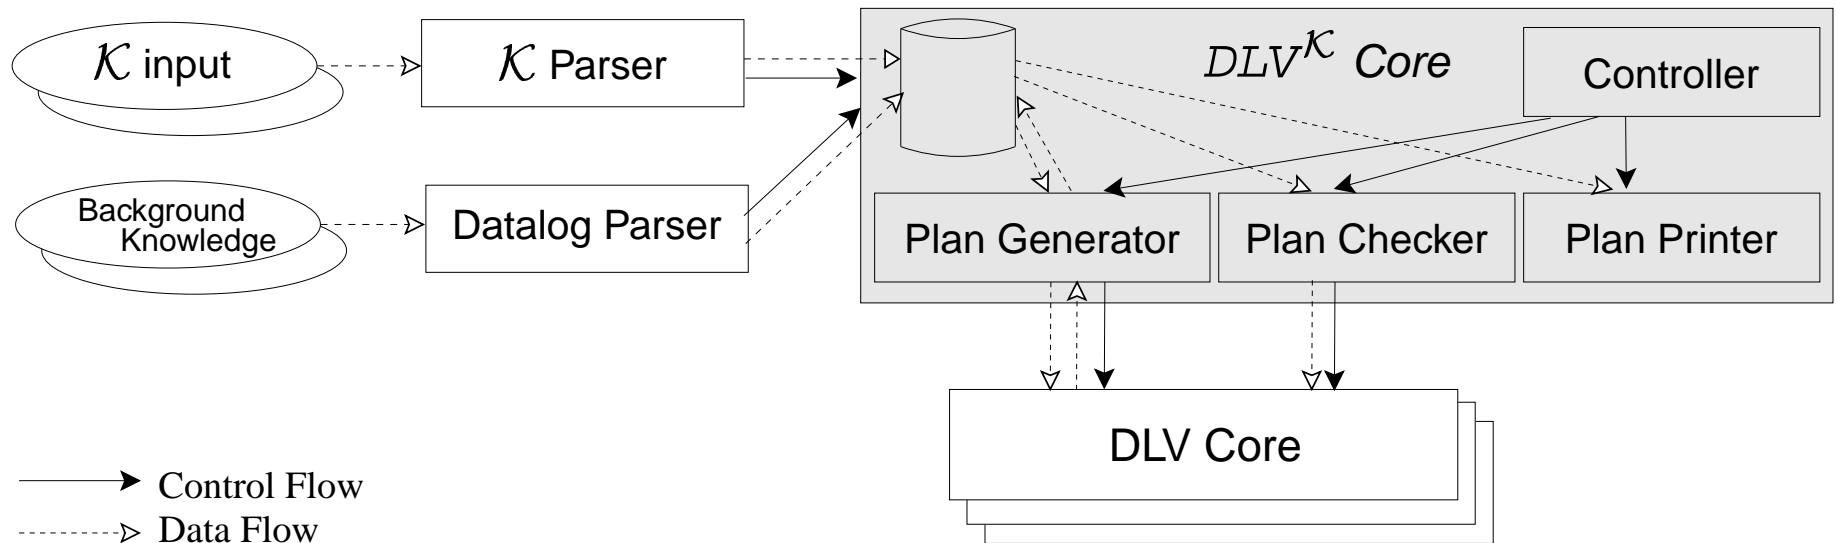 𝒦 input
𝒦 Parser
DLV^𝒦 Core
Controller
Background
Knowledge
Datalog Parser
Plan Generator
Plan Checker
Plan Printer
DLV Core
Control Flow
Data Flow